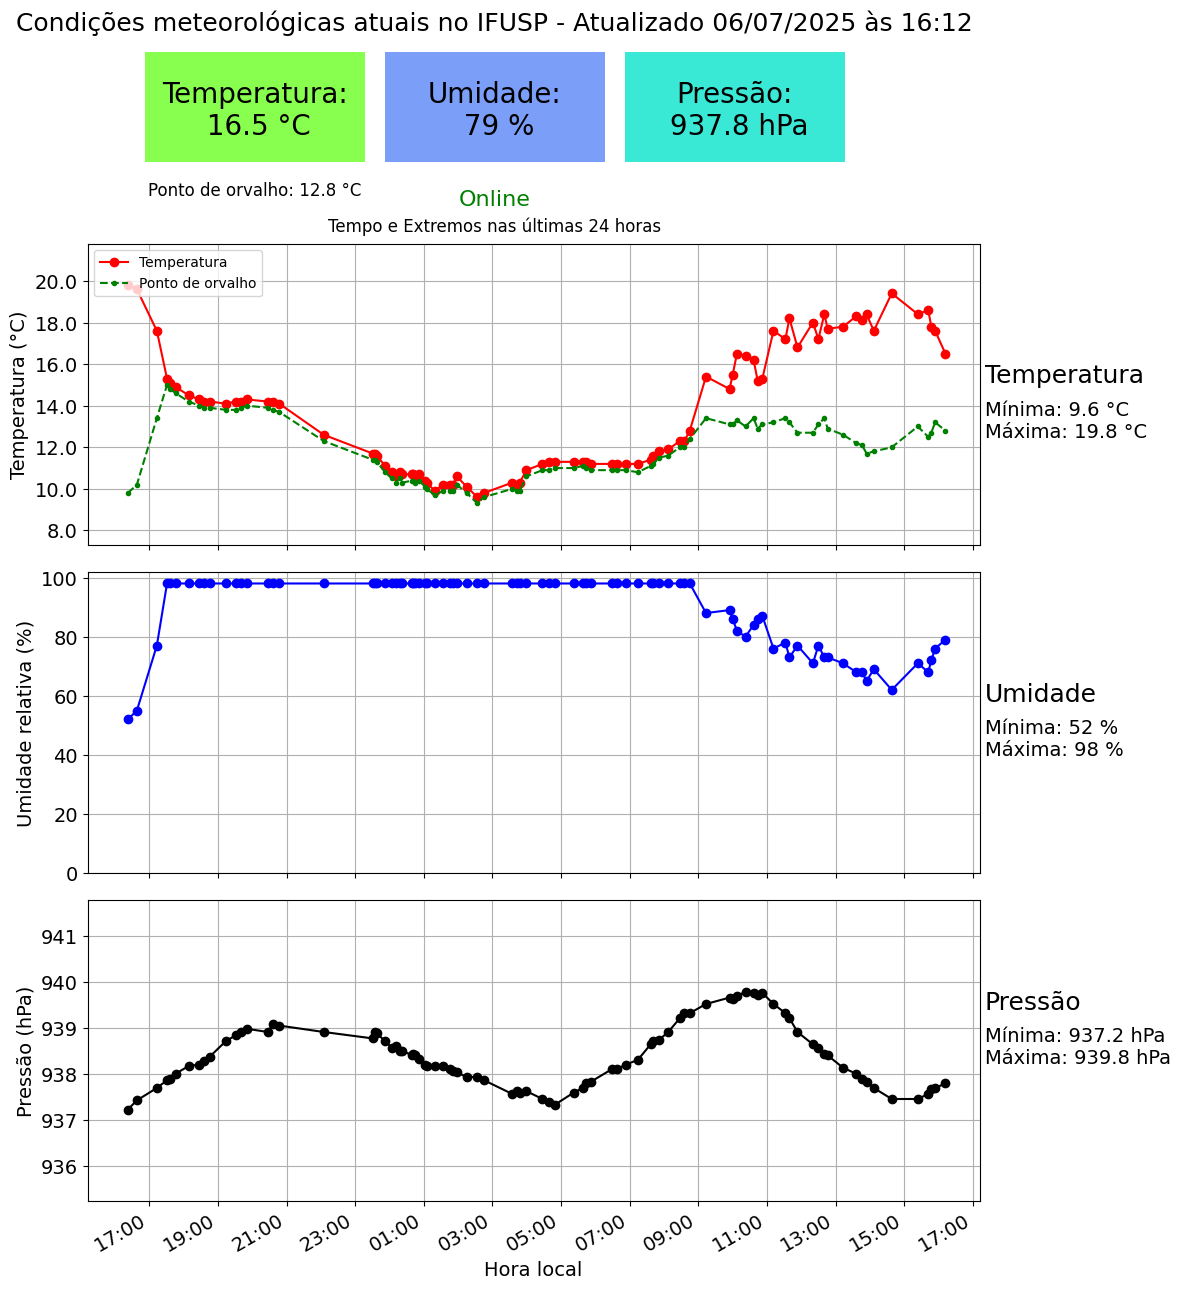 Condições meteorológicas atuais no IFUSP - Atualizado 06/07/2025 às 16:12
Temperatura:
16.5 °C
Umidade:
79 %
Pressão:
937.8 hPa
Ponto de orvalho: 12.8 °C
Online
Tempo e Extremos nas últimas 24 horas
Temperatura
Ponto de orvalho
Temperatura (°C)
20.0
18.0
16.0
14.0
12.0
10.0
8.0
Temperatura
Mínima: 9.6 °C
Máxima: 19.8 °C
Umidade relativa (%)
100
80
60
40
20
0
Umidade
Mínima: 52 %
Máxima: 98 %
Pressão (hPa)
941
940
939
938
937
936
Pressão
Mínima: 937.2 hPa
Máxima: 939.8 hPa
17:00 19:00 21:00 23:00 01:00 03:00 05:00 07:00 09:00 11:00 13:00 15:00 17:00
Hora local